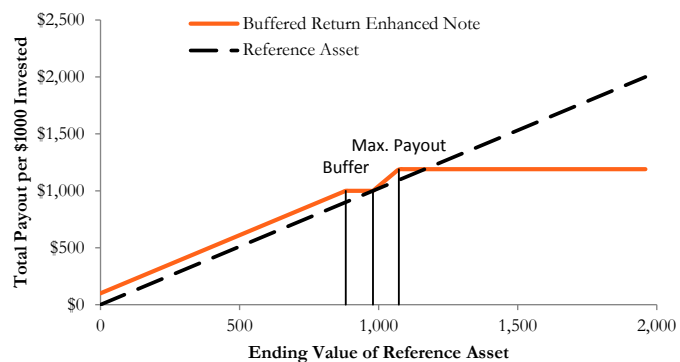 $2,500
Buffered Return Enhanced Note
Reference Asset
$2,000
Total Payout per $1000 Invested
$1,500
Max. Payout
Buffer
$1,000
$500
$0
0
500
1,000
1,500
2,000
Ending Value of Reference Asset